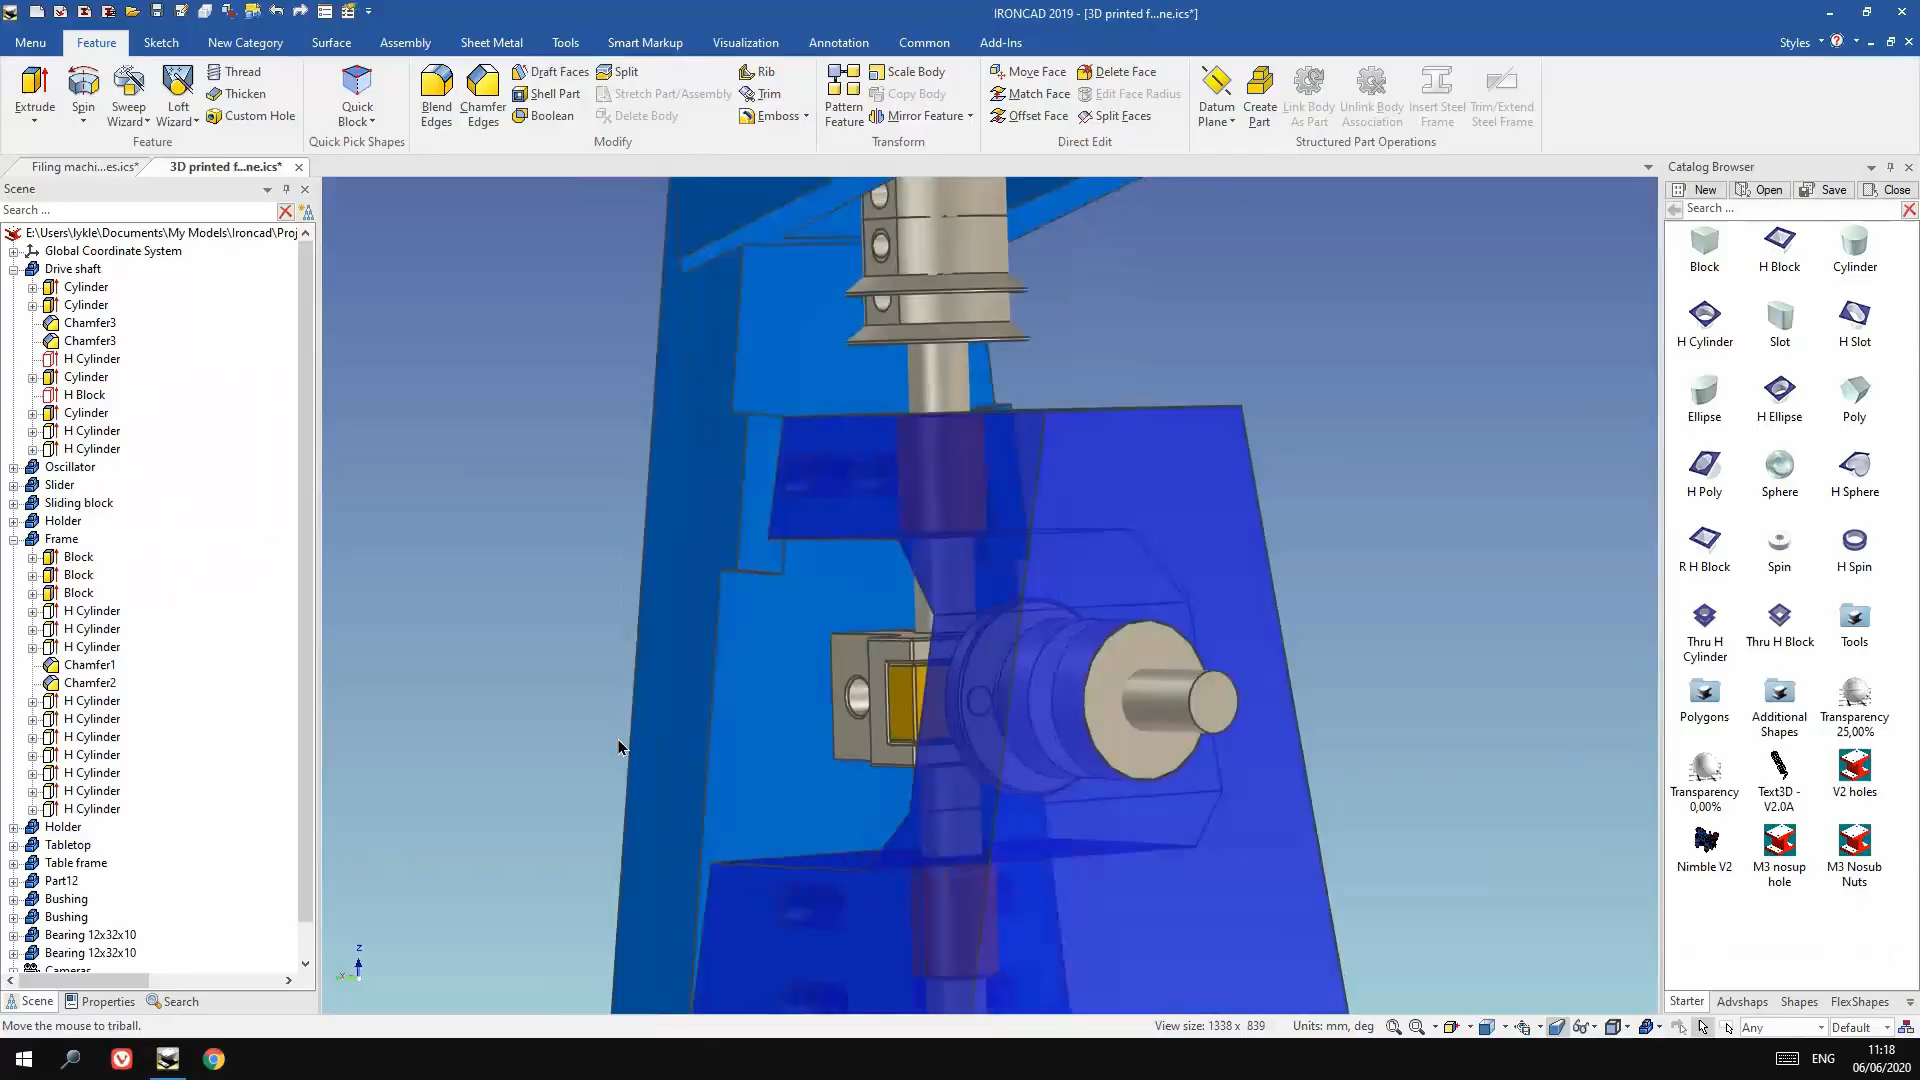 IRONCAD 2019 - [3D printed f...ne.ics*]
Menu Feature Sketch New Category Surface Assembly Sheet Metal Tools Smart Markup Visualization Annotation Common Add-Ins Styles
Extrude Spin Sweep Wizard Loft Wizard Thread Thicken Custom Hole
Feature
Quick Block
Quick Pick Shapes
Blend Edges Chamfer Edges Draft Faces Shell Part Boolean Split Stretch Part/Assembly Delete Body Rib Trim Emboss
Modify
Pattern Feature Scale Body Copy Body Mirror Feature
Transform
Move Face Match Face Offset Face Delete Face Edit Face Radius Split Faces
Direct Edit
Datum Plane Create Part Link Body As Part Unlink Body Association Insert Steel Frame Trim/Extend Steel Frame
Structured Part Operations
Filing machi...es.ics* 3D printed f...ne.ics*
Scene
Search ...
E:\Users\lykle\Documents\My Models\Ironcad\Proj
Global Coordinate System
Drive shaft
Cylinder
Cylinder
Chamfer3
Chamfer3
H Cylinder
Cylinder
H Block
Cylinder
H Cylinder
H Cylinder
Oscillator
Slider
Sliding block
Holder
Frame
Block
Block
Block
H Cylinder
H Cylinder
H Cylinder
Chamfer1
Chamfer2
H Cylinder
H Cylinder
H Cylinder
H Cylinder
H Cylinder
H Cylinder
H Cylinder
Holder
Tabletop
Table frame
Part12
Bushing
Bushing
Bearing 12x32x10
Bearing 12x32x10
Cameras
Scene Properties Search
Z
X
Catalog Browser
New Open Save Close
Search ...
Block H Block Cylinder
H Cylinder Slot H Slot
Ellipse H Ellipse Poly
H Poly Sphere H Sphere
R H Block Spin H Spin
Thru H Cylinder Thru H Block Tools
Polygons Additional Shapes Transparency 25,00%
Transparency 0,00% Text3D - V2.0A V2 holes
Nimble V2 M3 nosup hole M3 Nosub Nuts
Starter Advshaps Shapes FlexShapes
Move the mouse to triball.
View size: 1338 x 839 Units: mm, deg Any Default
ENG
11:18
06/06/2020